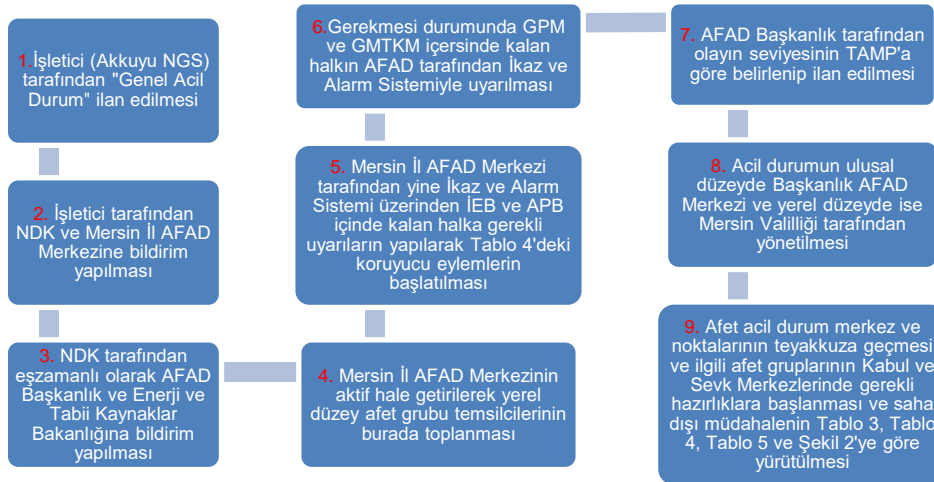 1.İşletici (Akkuyu NGS)
tarafından "Genel Acil
Durum" ilan edilmesi
2. İşletici tarafından
NDK ve Mersin İl AFAD
Merkezine bildirim
yapılması
3. NDK tarafından
eşzamanlı olarak AFAD
Başkanlık ve Enerji ve
Tabii Kaynaklar
Bakanlığına bildirim
yapılması
4. Mersin İl AFAD Merkezinin
aktif hale getirilerek yerel
düzey afet grubu temsilcilerinin
burada toplanması
5. Mersin İl AFAD Merkezi
tarafından yine İkaz ve Alarm
Sistemi üzerinden İEB ve APB
içinde kalan halka gerekli
uyarıların yapılarak Tablo 4'deki
koruyucu eylemlerin
başlatılması
6.Gerekmesi durumunda GPM
ve GMTKM içersinde kalan
halkın AFAD tarafından İkaz ve
Alarm Sistemiyle uyarılması
7. AFAD Başkanlık tarafından
olayın seviyesinin TAMP'a
göre belirlenip ilan edilmesi
8. Acil durumun ulusal
düzeyde Başkanlık AFAD
Merkezi ve yerel düzeyde ise
Mersin Valiliği tarafından
yönetilmesi
9. Afet acil durum merkez ve
noktalarının teyakkuza geçmesi
ve ilgili afet gruplarının Kabul ve
Sevk Merkezlerinde gerekli
hazırlıklara başlanması ve saha
dışı müdahalenin Tablo 3, Tablo
4, Tablo 5 ve Şekil 2'ye göre
yürütülmesi